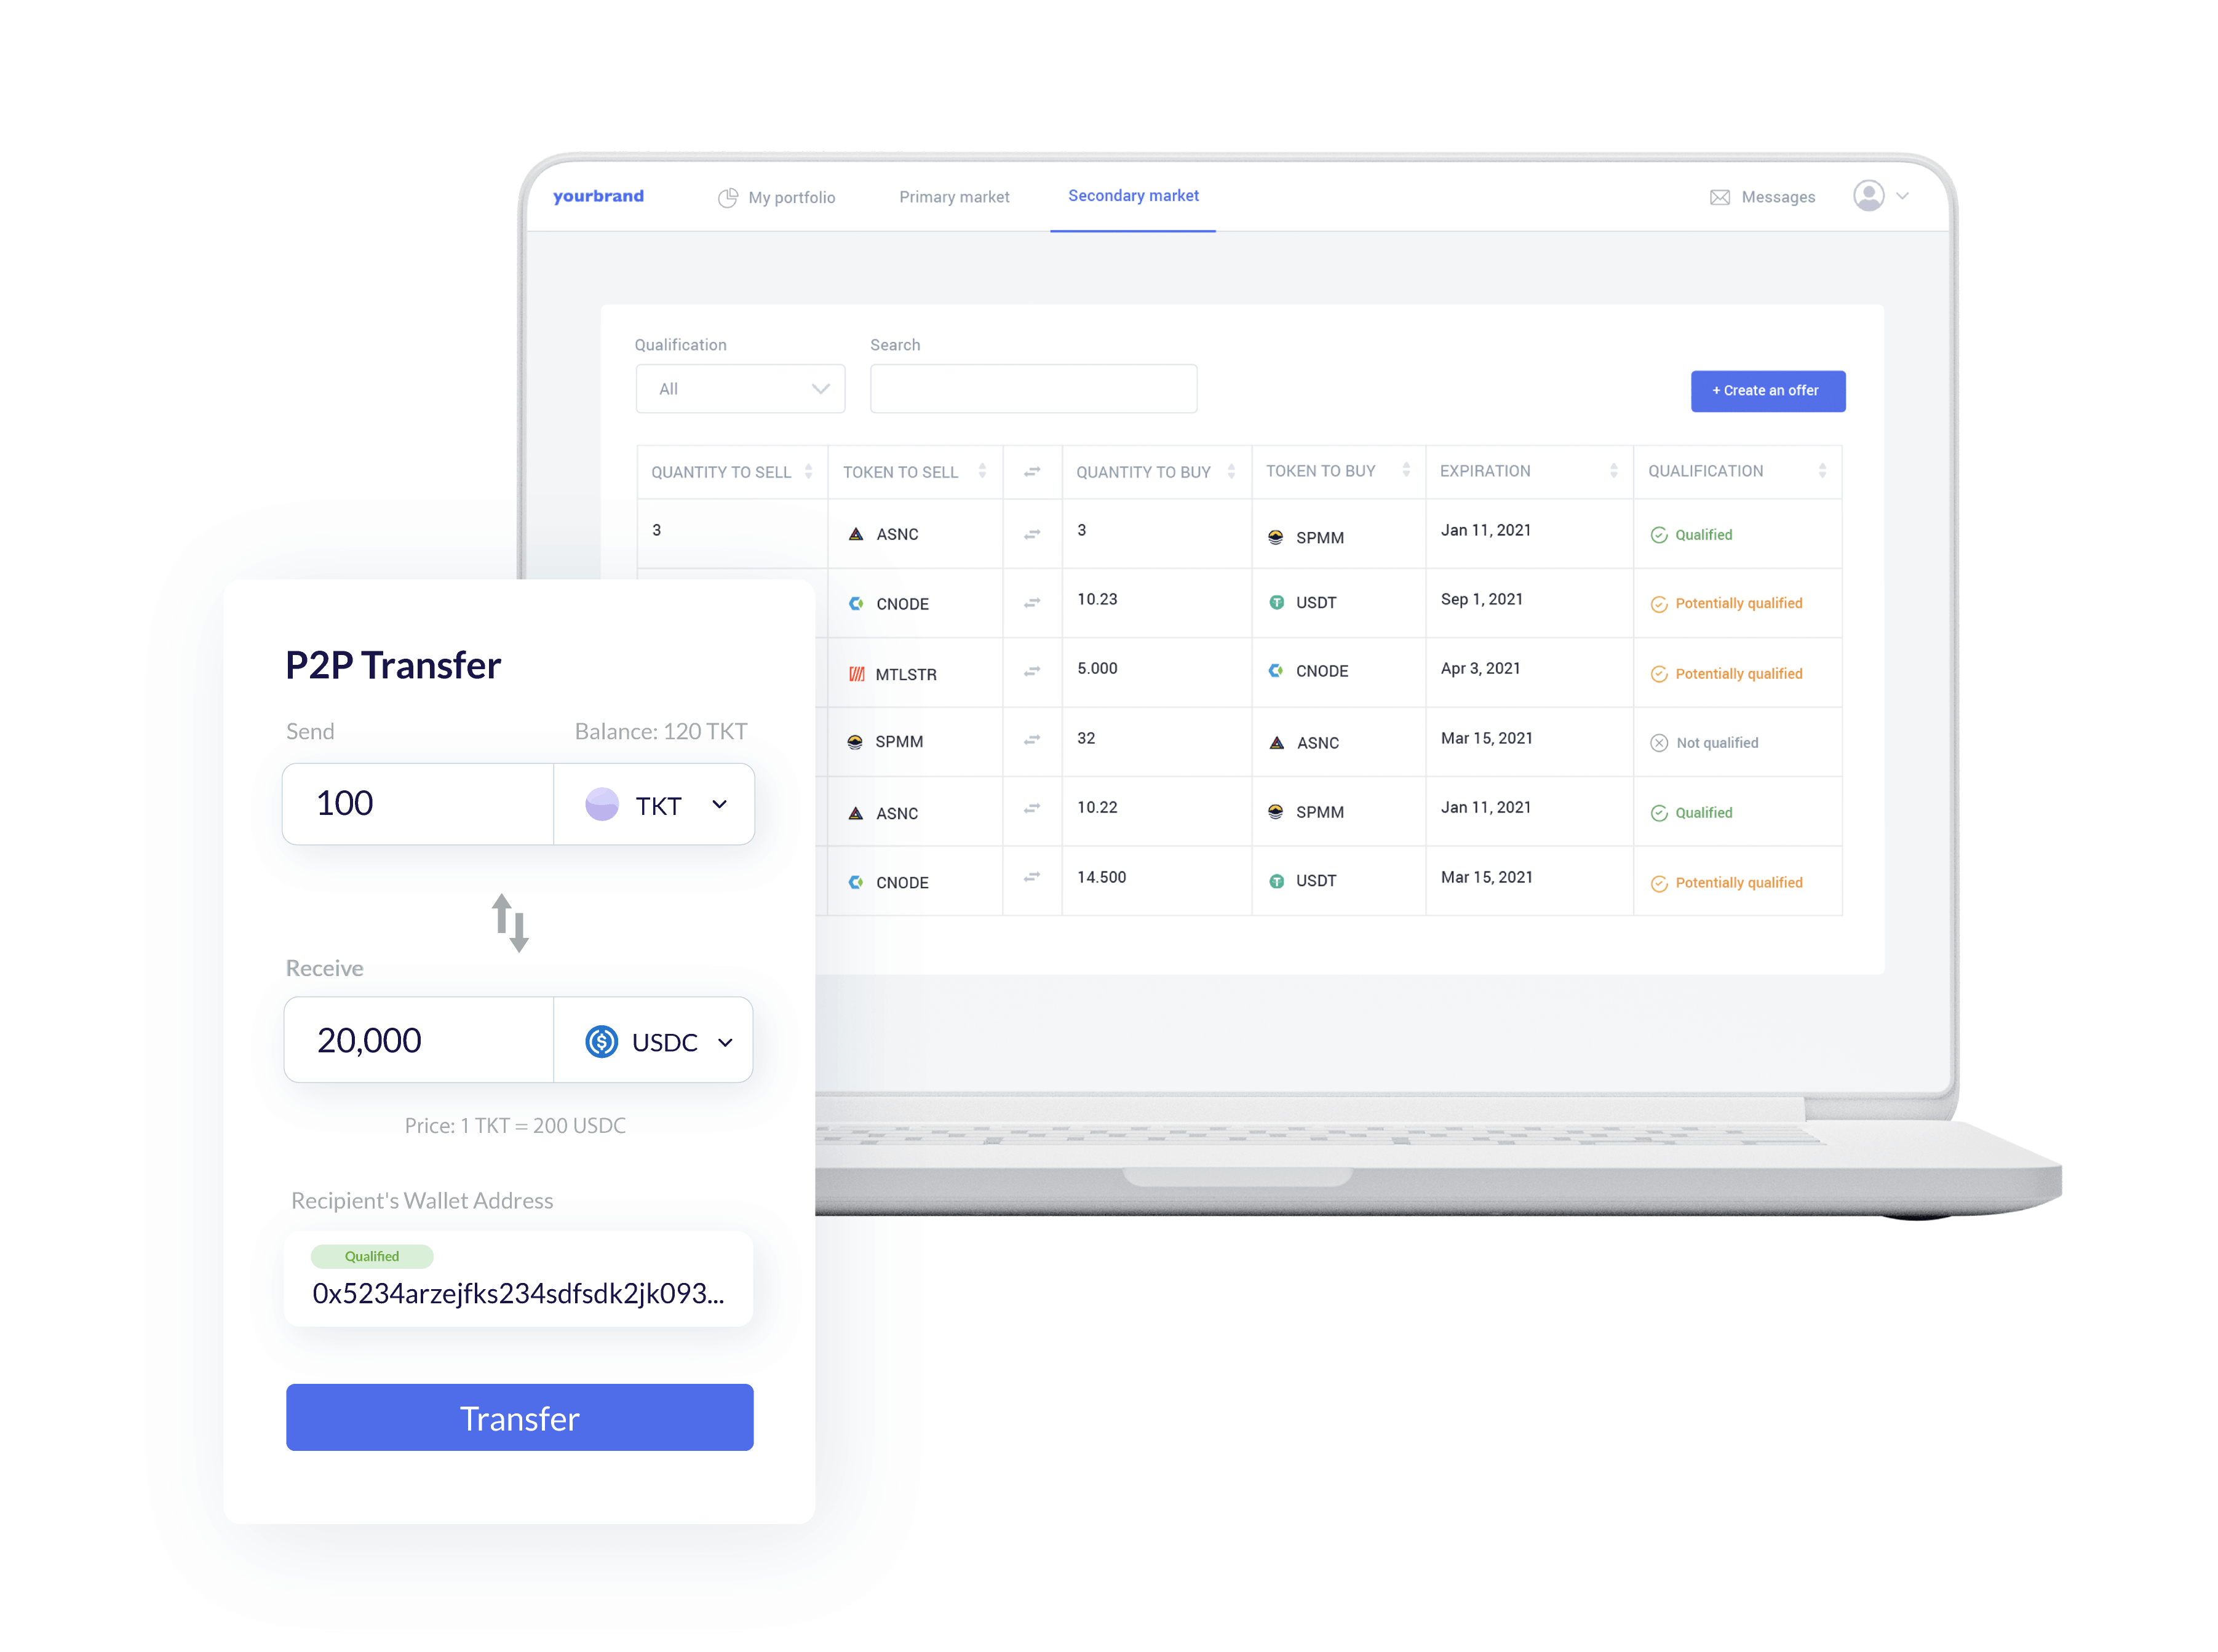 yourbrand My portfolio Primary market Secondary market Messages
Qualification Search
All
+ Create an offer
QUANTITY TO SELL TOKEN TO SELL QUANTITY TO BUY TOKEN TO BUY EXPIRATION QUALIFICATION
3 ASNC 3 SPMM Jan 11, 2021 Qualified
CNODE 10.23 USDT Sep 1, 2021 Potentially qualified
MTLSTR 5.000 CNODE Apr 3, 2021 Potentially qualified
SPMM 32 ASNC Mar 15, 2021 Not qualified
ASNC 10.22 SPMM Jan 11, 2021 Qualified
CNODE 14.500 USDT Mar 15, 2021 Potentially qualified
P2P Transfer
Send Balance: 120 TKT
100 TKT
Receive
20,000 USDC
Price: 1 TKT = 200 USDC
Recipient's Wallet Address
Qualified
0x5234arzejfks234sdfsdk2jk093...
Transfer